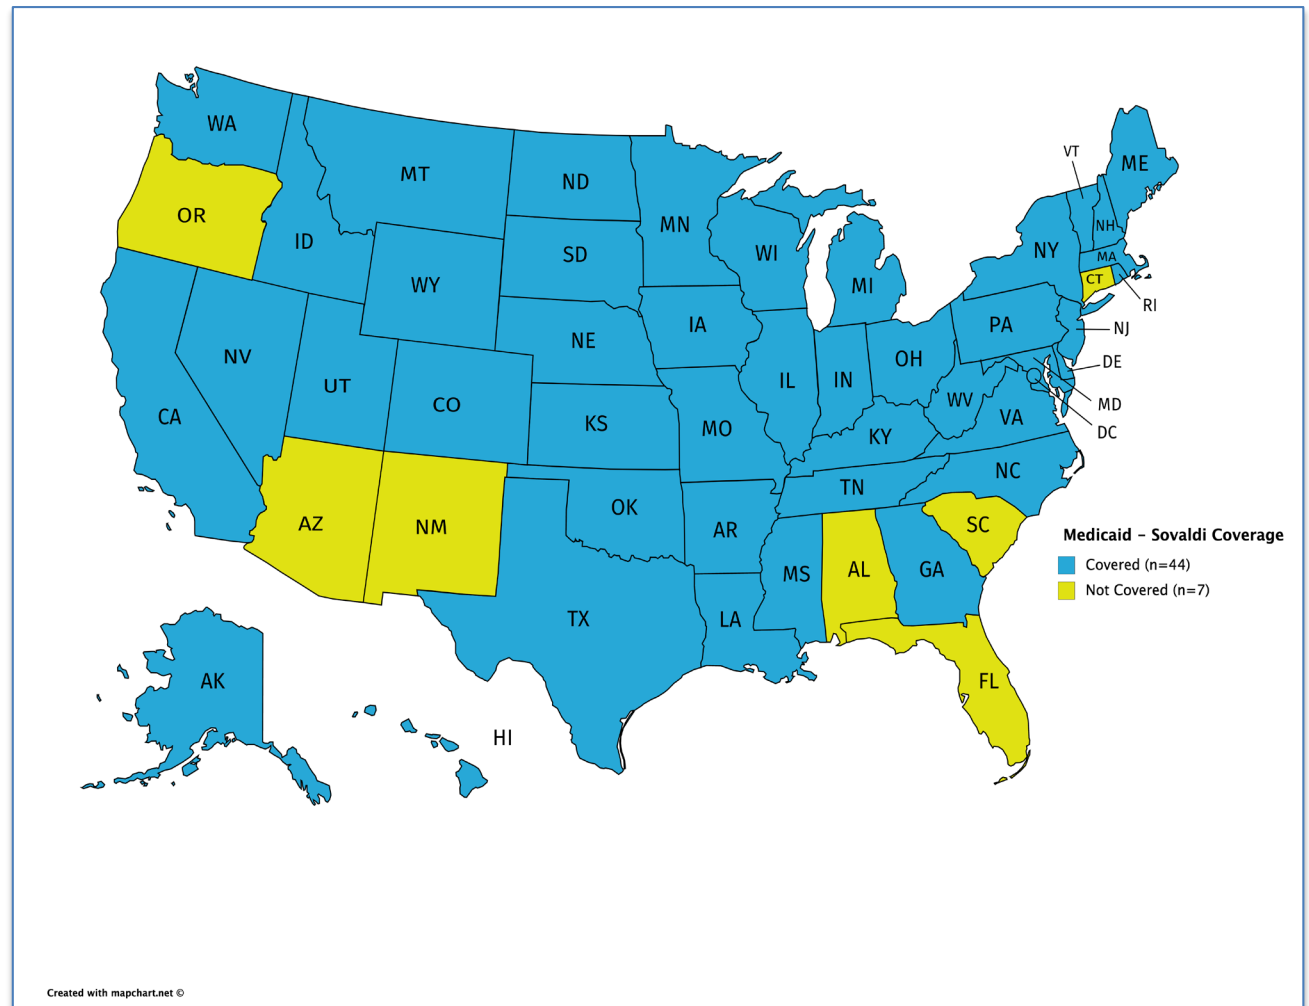 WA
MT
ND
MN
VT
ME
OR
ID
SD
WI
NY
NH
MA
WY
MI
CT
RI
NV
NE
IA
PA
NJ
UT
CO
IL
IN
OH
DE
CA
KS
MO
WV
VA
MD
KY
DC
AZ
NM
OK
AR
TN
NC
SC
Medicaid – Sovaldi Coverage
Covered (n=44)
Not Covered (n=7)
TX
LA
MS
AL
GA
AK
HI
FL
Created with mapchart.net ©